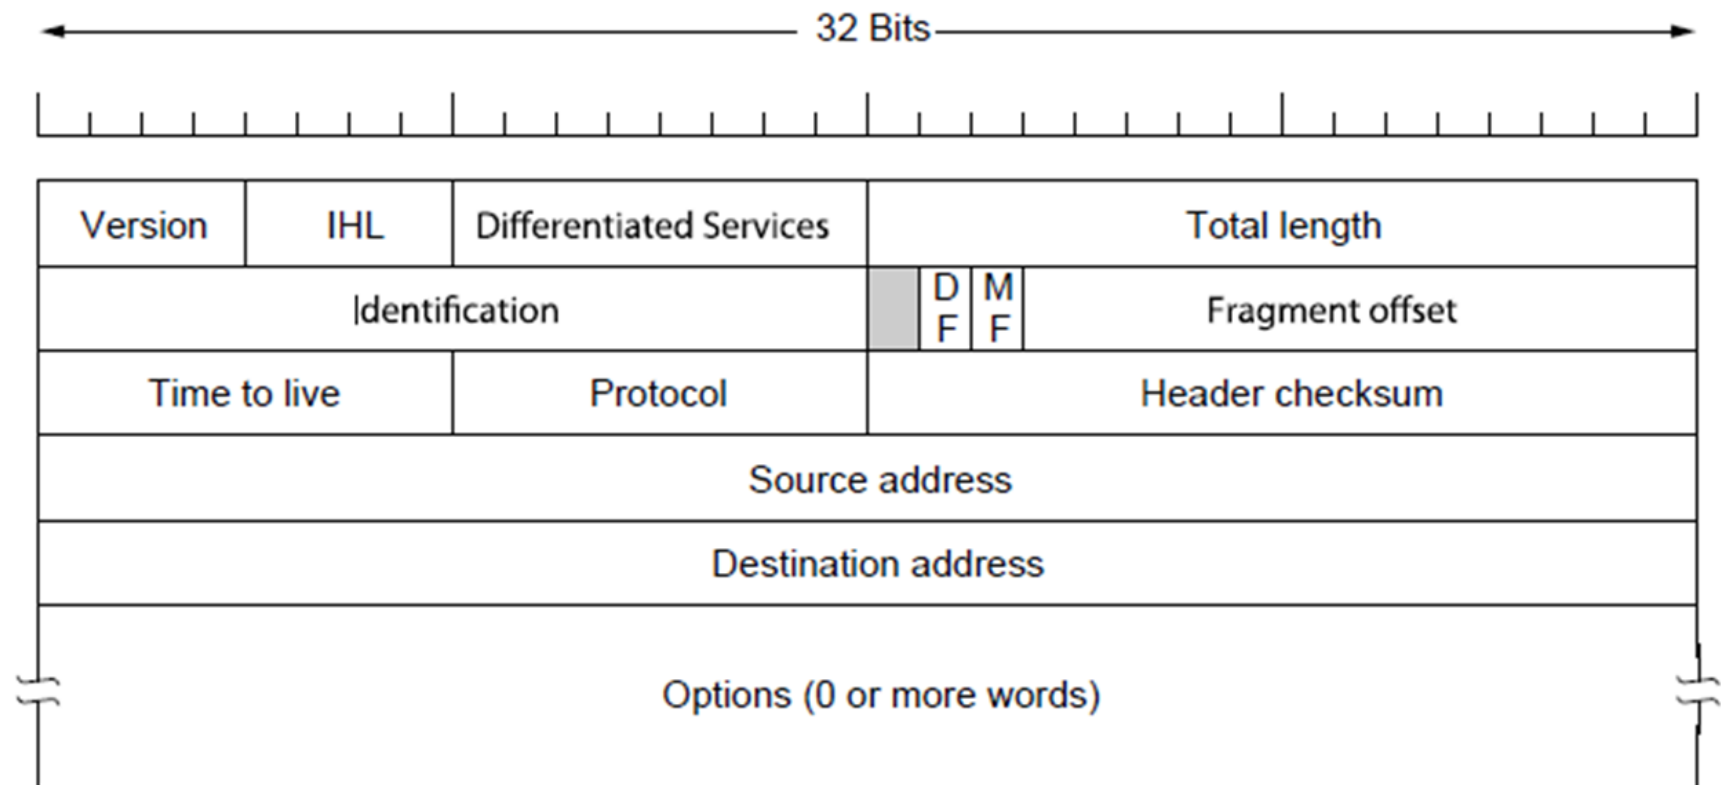 32 Bits
Version IHL Differentiated Services Total length
Identification D F M F Fragment offset
Time to live Protocol Header checksum
Source address
Destination address
Options (0 or more words)